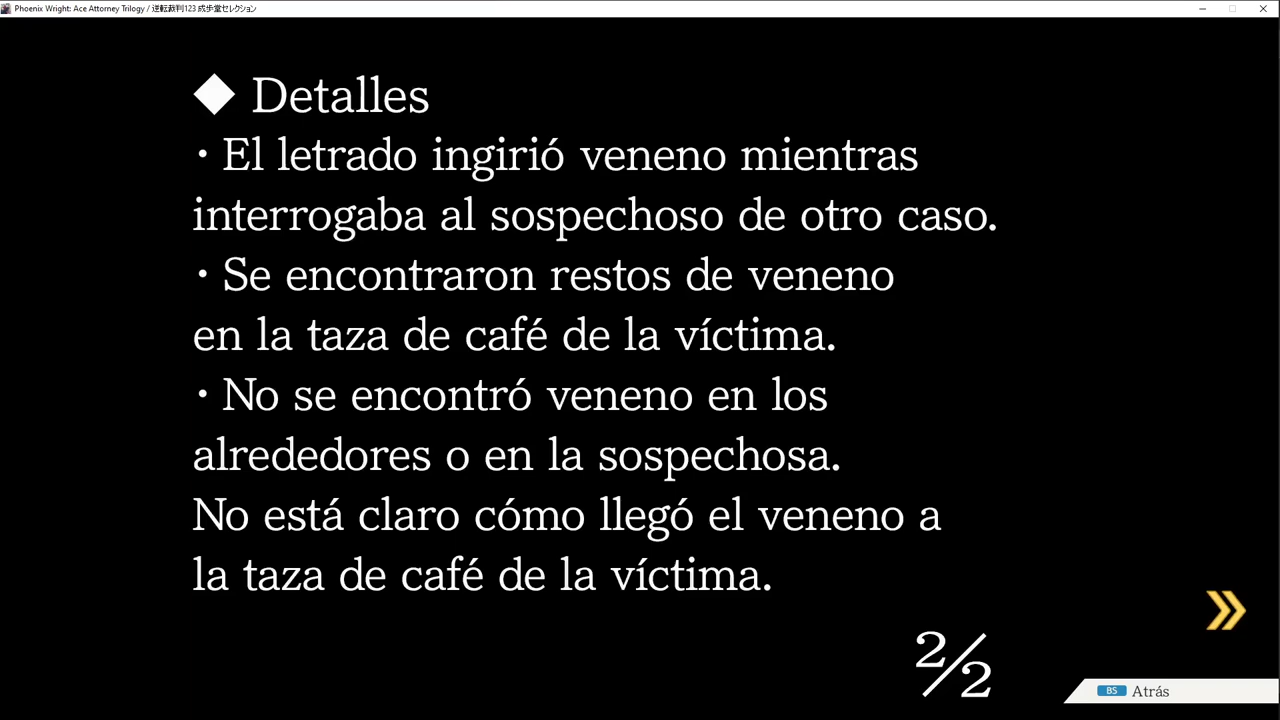 Phoenix Wright: Ace Attorney Trilogy / 逆転裁判123 成歩堂セレクション
◆ Detalles
・El letrado ingirió veneno mientras
interrogaba al sospechoso de otro caso.
・Se encontraron restos de veneno
en la taza de café de la víctima.
・No se encontró veneno en los
alrededores o en la sospechosa.
No está claro cómo llegó el veneno a
la taza de café de la víctima.
2/2
BS Atrás